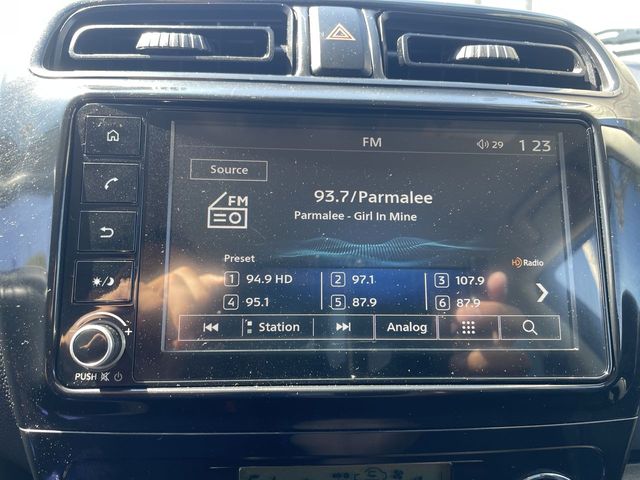 FM
29
1 23
Source
FM
93.7/Parmalee
Parmalee - Girl In Mine
Preset
HD Radio
1 94.9 HD
2 97.1
3 107.9
4 95.1
5 87.9
6 87.9
Station
Analog
PUSH